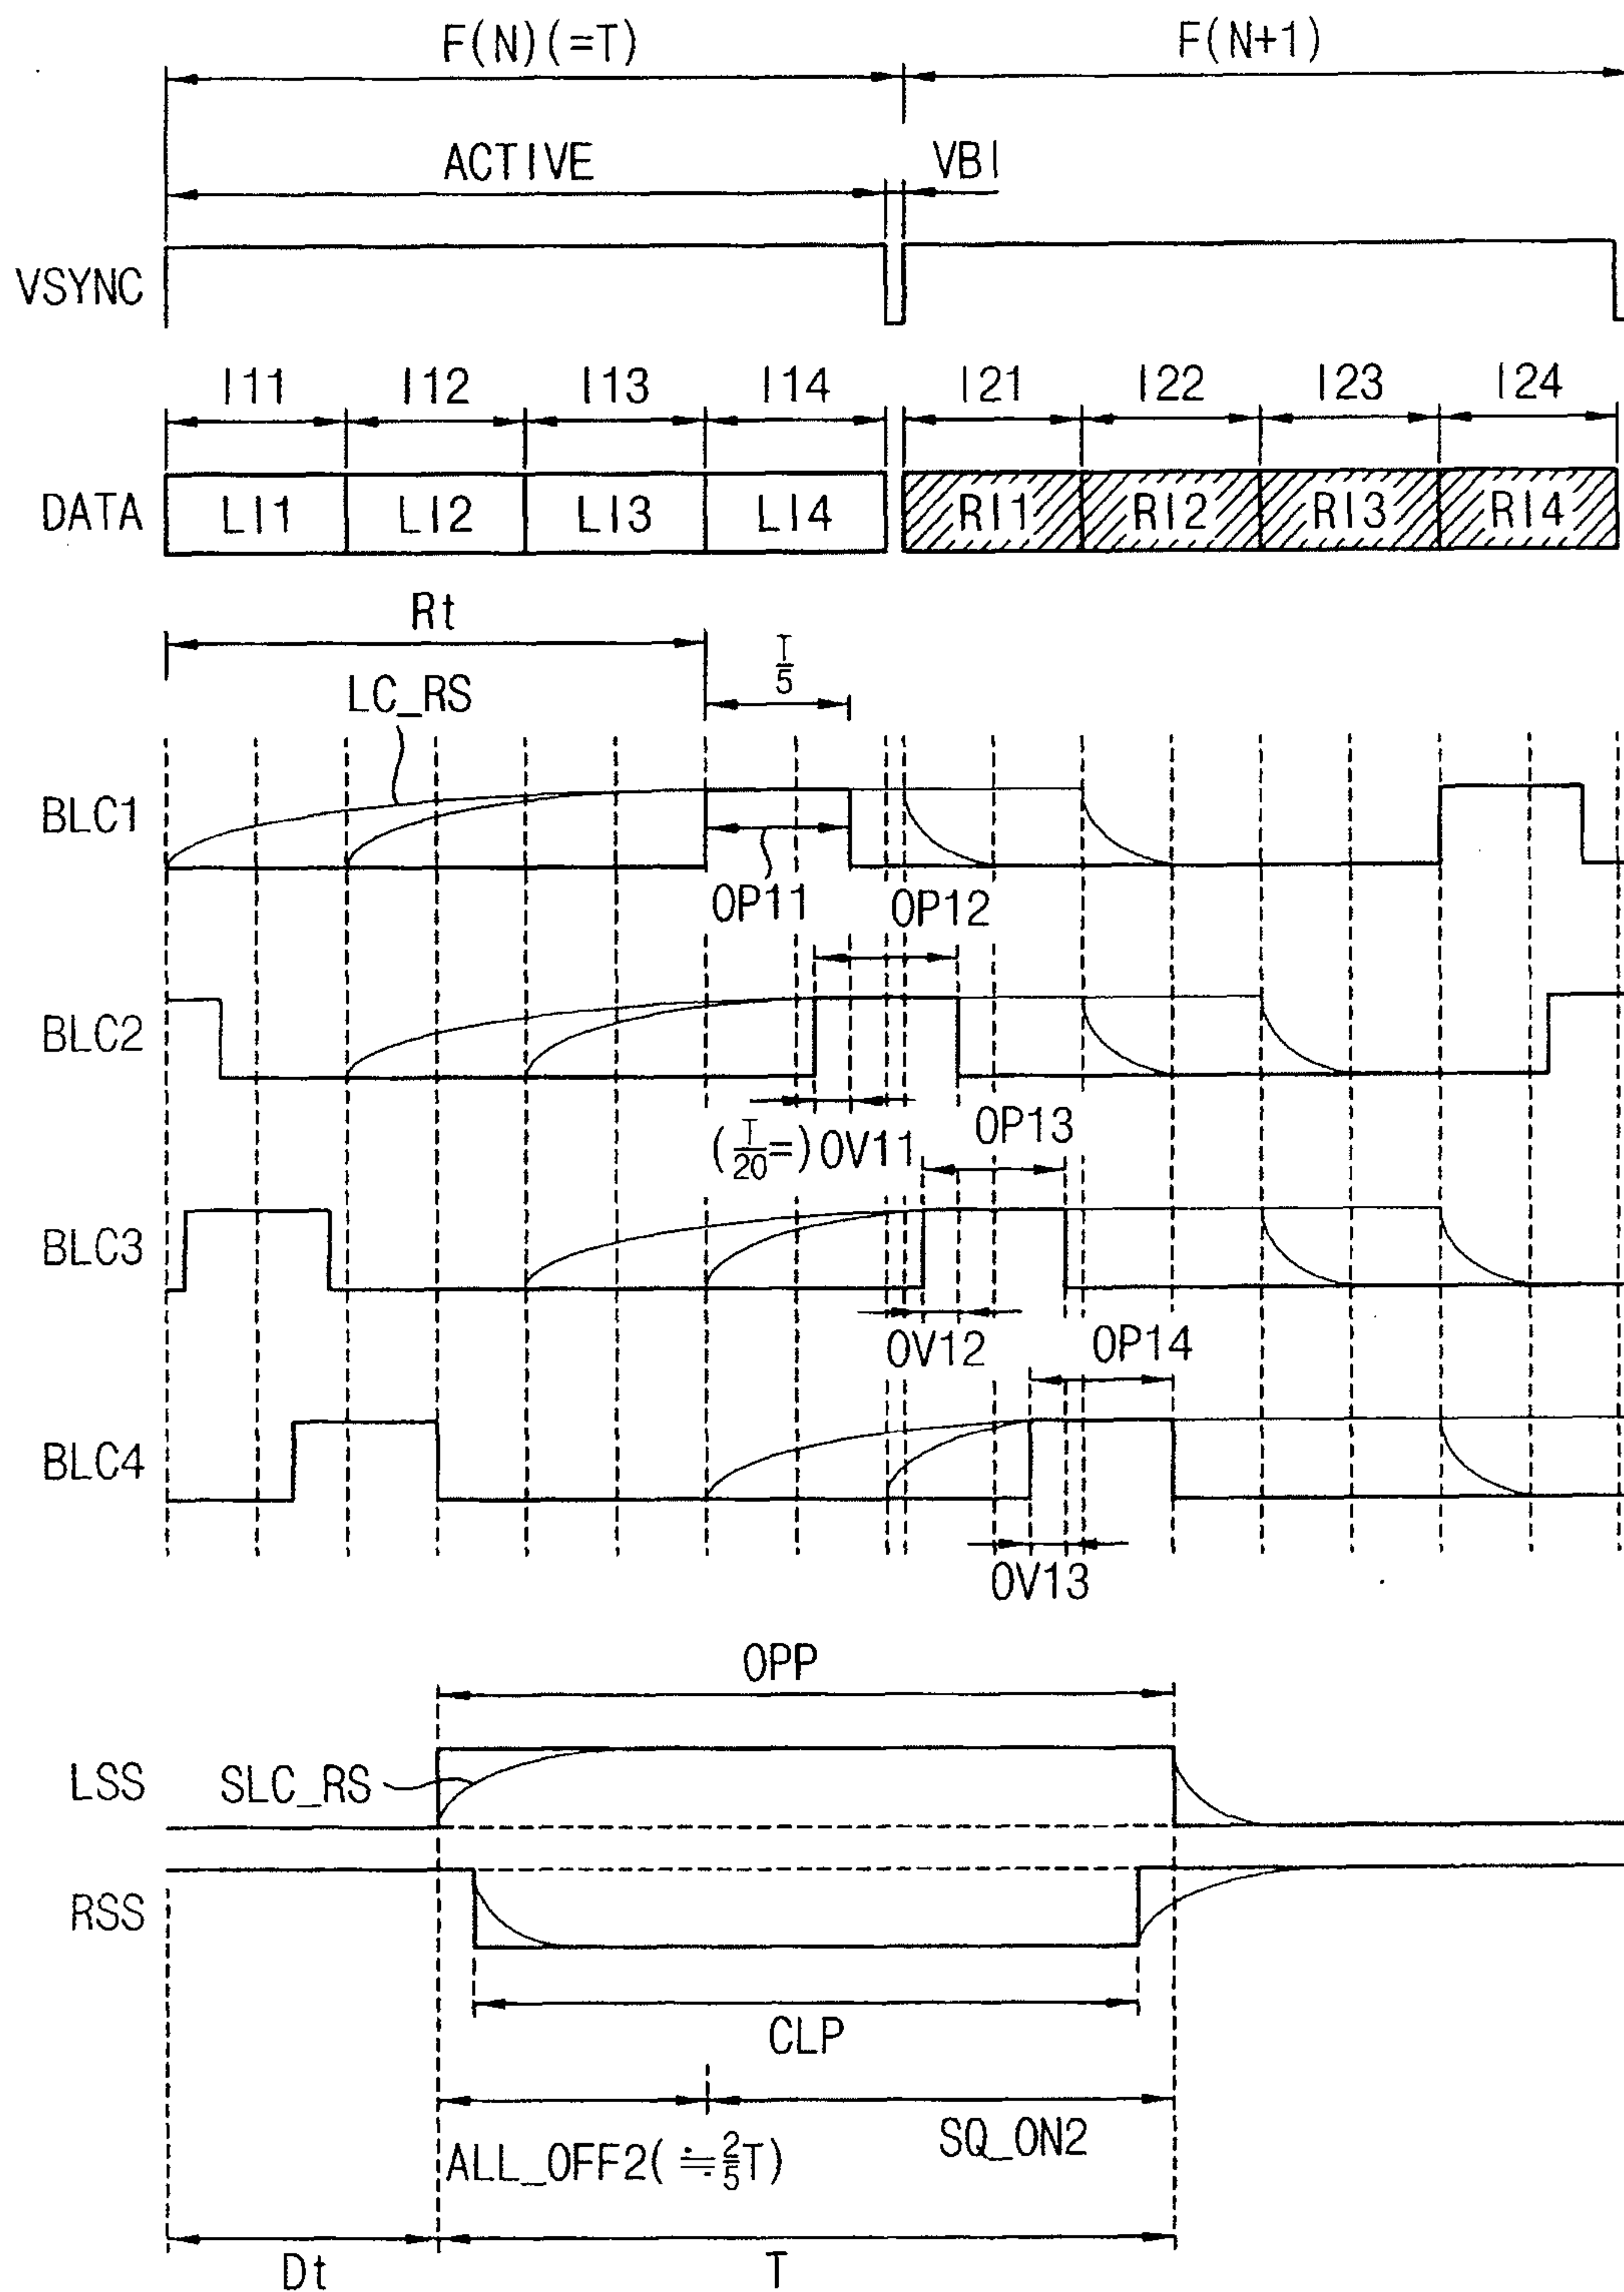 F(N)(=T) F(N+1)
ACTIVE VBI
VSYNC
I11 I12 I13 I14 I21 I22 I23 I24
DATA LI1 LI2 LI3 LI4 RI1 RI2 RI3 RI4
Rt
T/5
LC_RS
BLC1
OP11 OP12
BLC2
(T/20=)OV11 OP13
BLC3
OV12 OP14
BLC4
OV13
OPP
LSS SLC_RS
RSS
CLP
ALL_OFF2(≒2/5T) SQ_ON2
Dt T